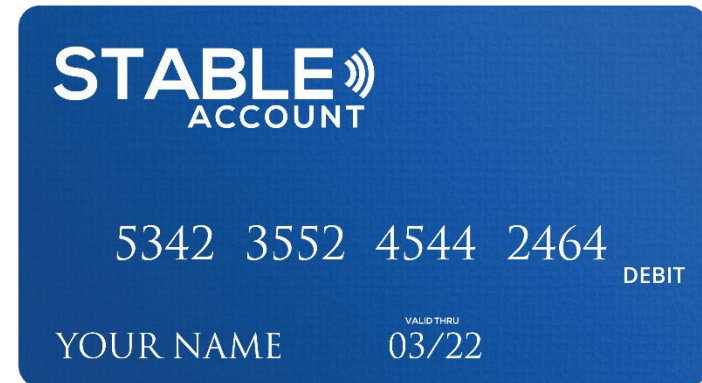 STABLE
ACCOUNT
5342 3552 4544 2464
DEBIT
VALID THRU
YOUR NAME 03/22